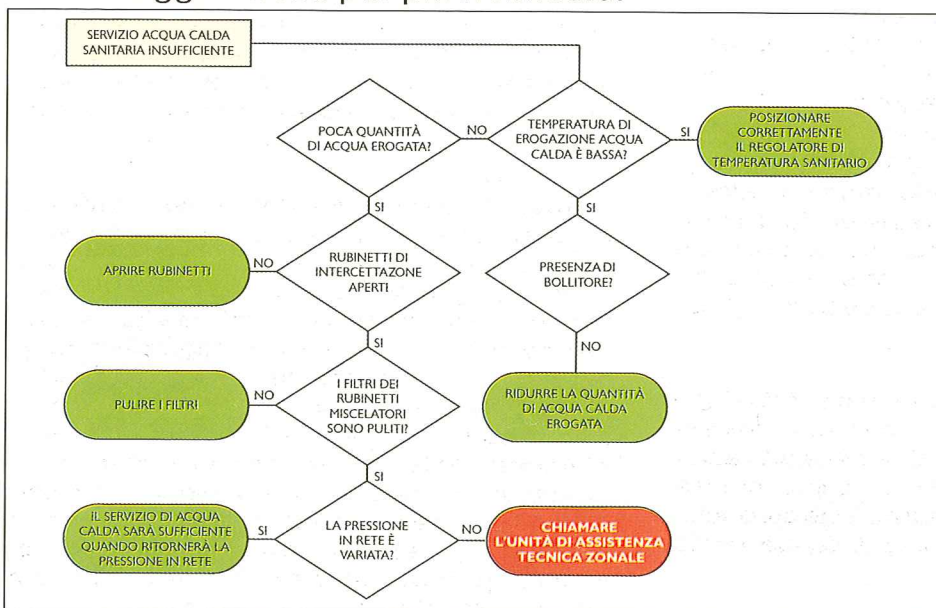 SERVIZIO ACQUA CALDA
SANITARIA INSUFFICIENTE
POCA QUANTITÀ
DI ACQUA EROGATA?
NO
TEMPERATURA DI
EROGAZIONE ACQUA
CALDA È BASSA?
SI
POSIZIONARE
CORRETTAMENTE
IL REGOLATORE DI
TEMPERATURA SANITARIO
SI
SI
APRIRE RUBINETTI
NO
RUBINETTI DI
INTERCETTAZONE
APERTI
PRESENZA DI
BOLLITORE?
SI
NO
PULIRE I FILTRI
NO
I FILTRI DEI
RUBINETTI
MISCELATORI
SONO PULITI?
RIDURRE LA QUANTITÀ
DI ACQUA CALDA
EROGATA
SI
IL SERVIZIO DI ACQUA
CALDA SARÀ SUFFICIENTE
QUANDO RITORNERÀ LA
PRESSIONE IN RETE
SI
LA PRESSIONE
IN RETE È
VARIATA?
NO
CHIAMARE
L'UNITÀ DI ASSISTENZA
TECNICA ZONALE